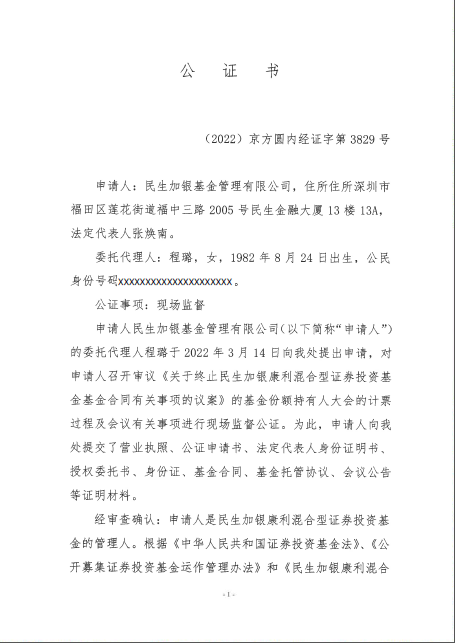 公 证 书
（2022）京方圆内经证字第 3829 号
申请人：民生加银基金管理有限公司，住所住所深圳市
福田区莲花街道福中三路 2005 号民生金融大厦 13 楼 13A，
法定代表人张焕南。
委托代理人：程璐，女，1982 年 8 月 24 日出生，公民
身份号码xxxxxxxxxxxxxxxxxxxxx。
公证事项：现场监督
申请人民生加银基金管理有限公司（以下简称“申请人”）
的委托代理人程璐于 2022 年 3 月 14 日向我处提出申请，对
申请人召开审议《关于终止民生加银康利混合型证券投资基
金基金合同有关事项的议案》的基金份额持有人大会的计票
过程及会议有关事项进行现场监督公证。为此，申请人向我
处提交了营业执照、公证申请书、法定代表人身份证明书、
授权委托书、身份证、基金合同、基金托管协议、会议公告
等证明材料。
经审查确认：申请人是民生加银康利混合型证券投资基
金的管理人。根据《中华人民共和国证券投资基金法》、《公
开募集证券投资基金运作管理办法》和《民生加银康利混合
- 1 -